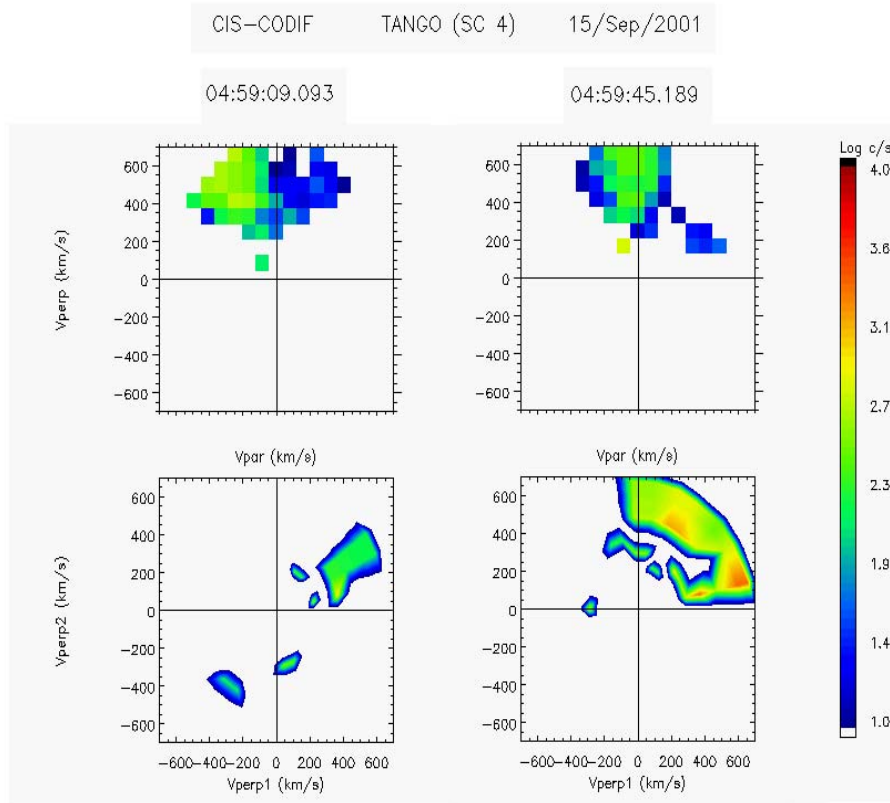 CIS-CODIF TANGO (SC 4) 15/Sep/2001
04:59:09.093 04:59:45.189
Log c/s
600 600 4.0
400 400
200 200 3.1
0 0
-200 -200
-400 -400
-600 -600
Vperp (km/s)
2.7
Vpar (km/s) Vpar (km/s)
600 600 2.3
400 400
200 200 1.8
0 0
-200 -200 1.4
-400 -400
-600 -600 1.0
Vperp2 (km/s)
-600-400-200 0 200 400 600 -600-400-200 0 200 400 600
Vperp1 (km/s) Vperp1 (km/s)